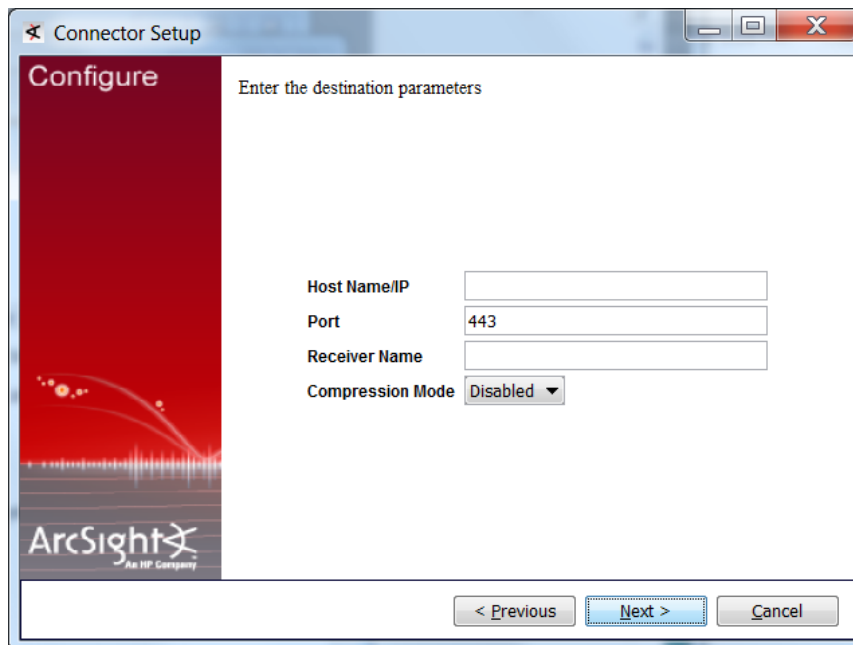 Connector Setup
Configure
Enter the destination parameters
Host Name/IP
Port 443
Receiver Name
Compression Mode Disabled
ArcSight
An HP Company
< Previous Next > Cancel